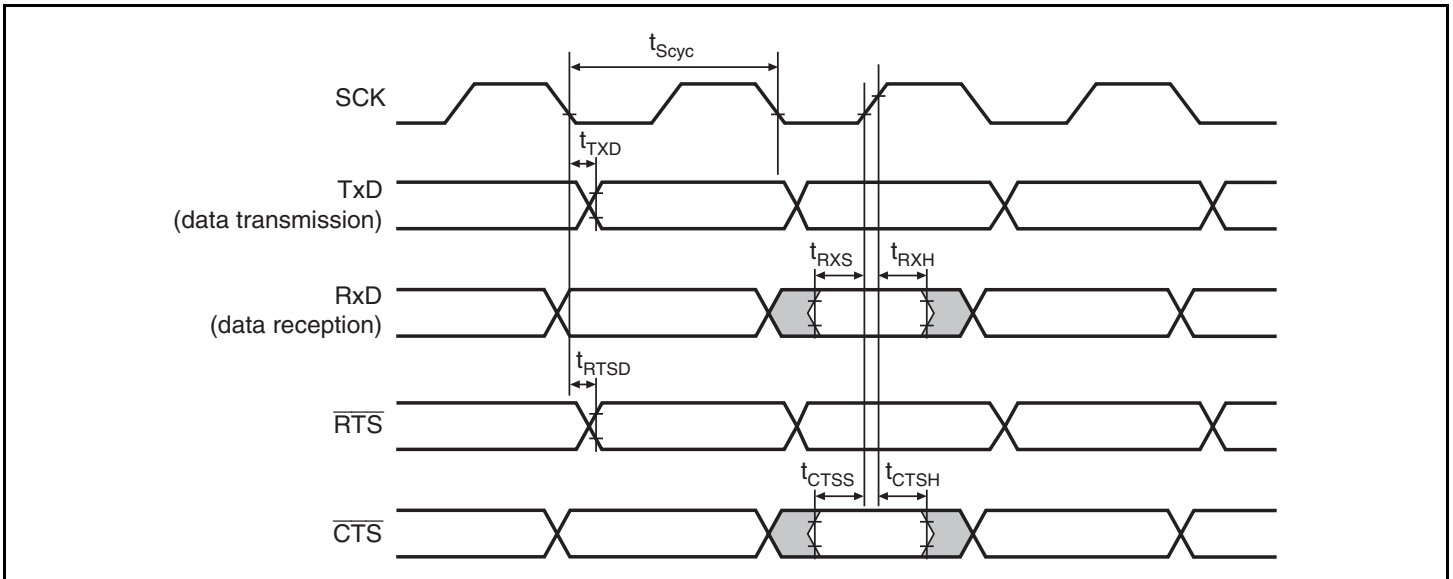 tScyc
SCK
tTXD
TxD
(data transmission)
tRXS tRXH
RxD
(data reception)
tRTSD
RTS
tCTSS tCTSH
CTS